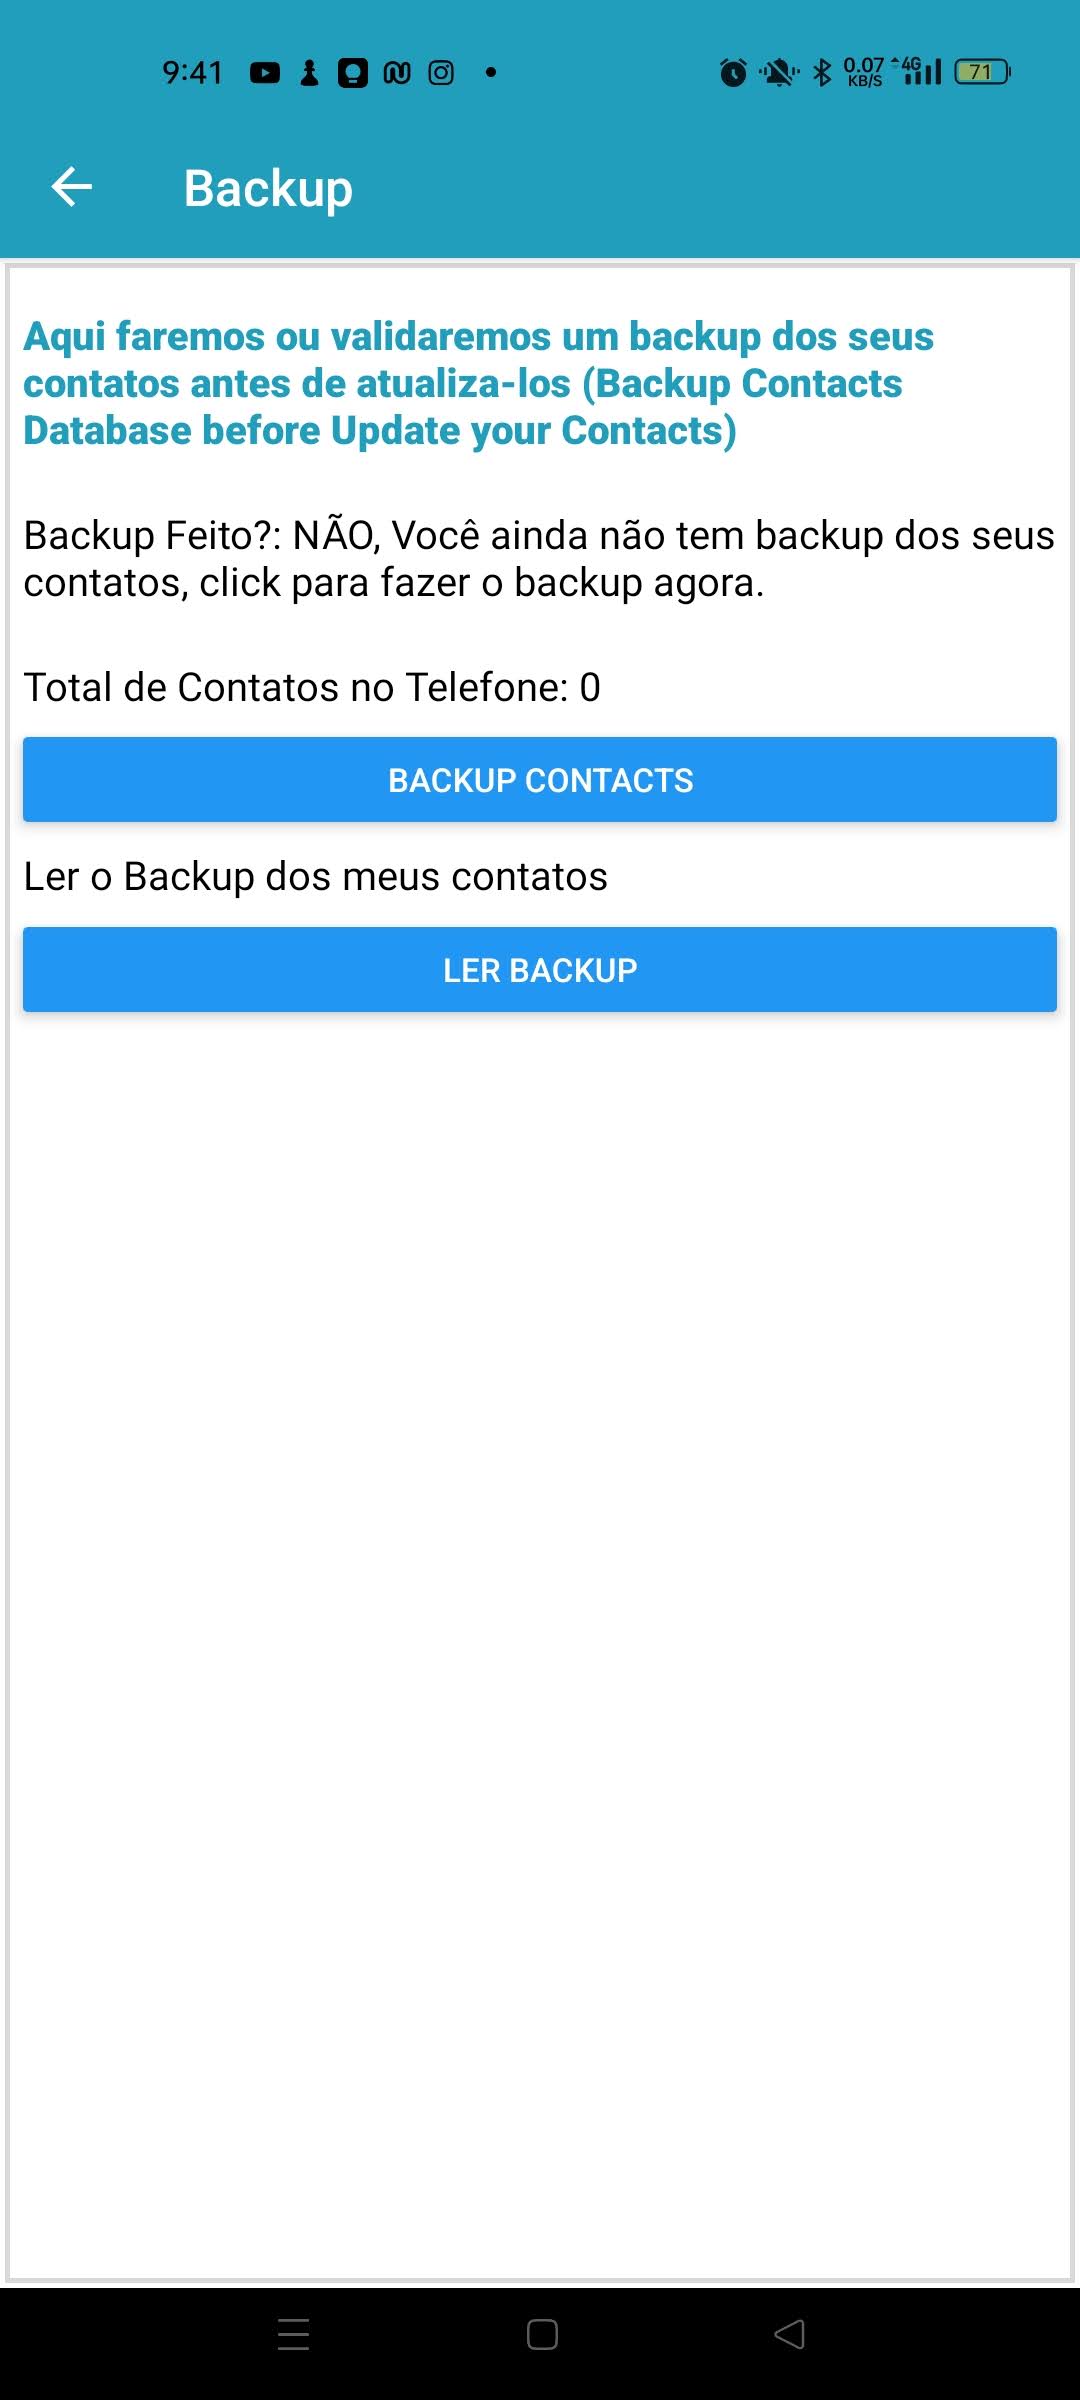 9:41
0.07
KB/S
4G
71
Backup
Aqui faremos ou validaremos um backup dos seus
contatos antes de atualiza-los (Backup Contacts
Database before Update your Contacts)
Backup Feito?: NÃO, Você ainda não tem backup dos seus
contatos, click para fazer o backup agora.
Total de Contatos no Telefone: 0
BACKUP CONTACTS
Ler o Backup dos meus contatos
LER BACKUP